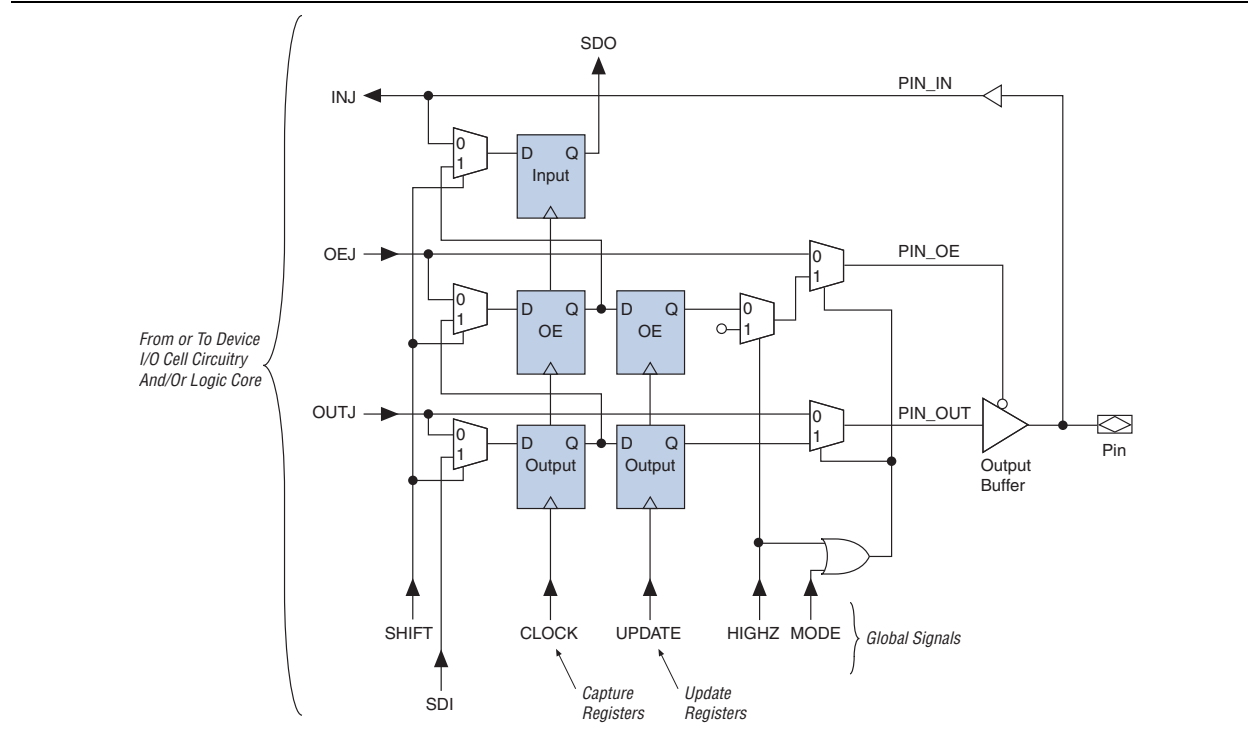 SDO
INJ
PIN_IN
0
1
D Q
Input
OEJ
0
1
PIN_OE
0
1
D Q
OE
D Q
OE
0
1
From or To Device
I/O Cell Circuitry
And/Or Logic Core
OUTJ
0
1
PIN_OUT
0
1
D Q
Output
D Q
Output
Output
Buffer
Pin
SHIFT
CLOCK
UPDATE
HIGHZ
MODE
Global Signals
SDI
Capture
Registers
Update
Registers